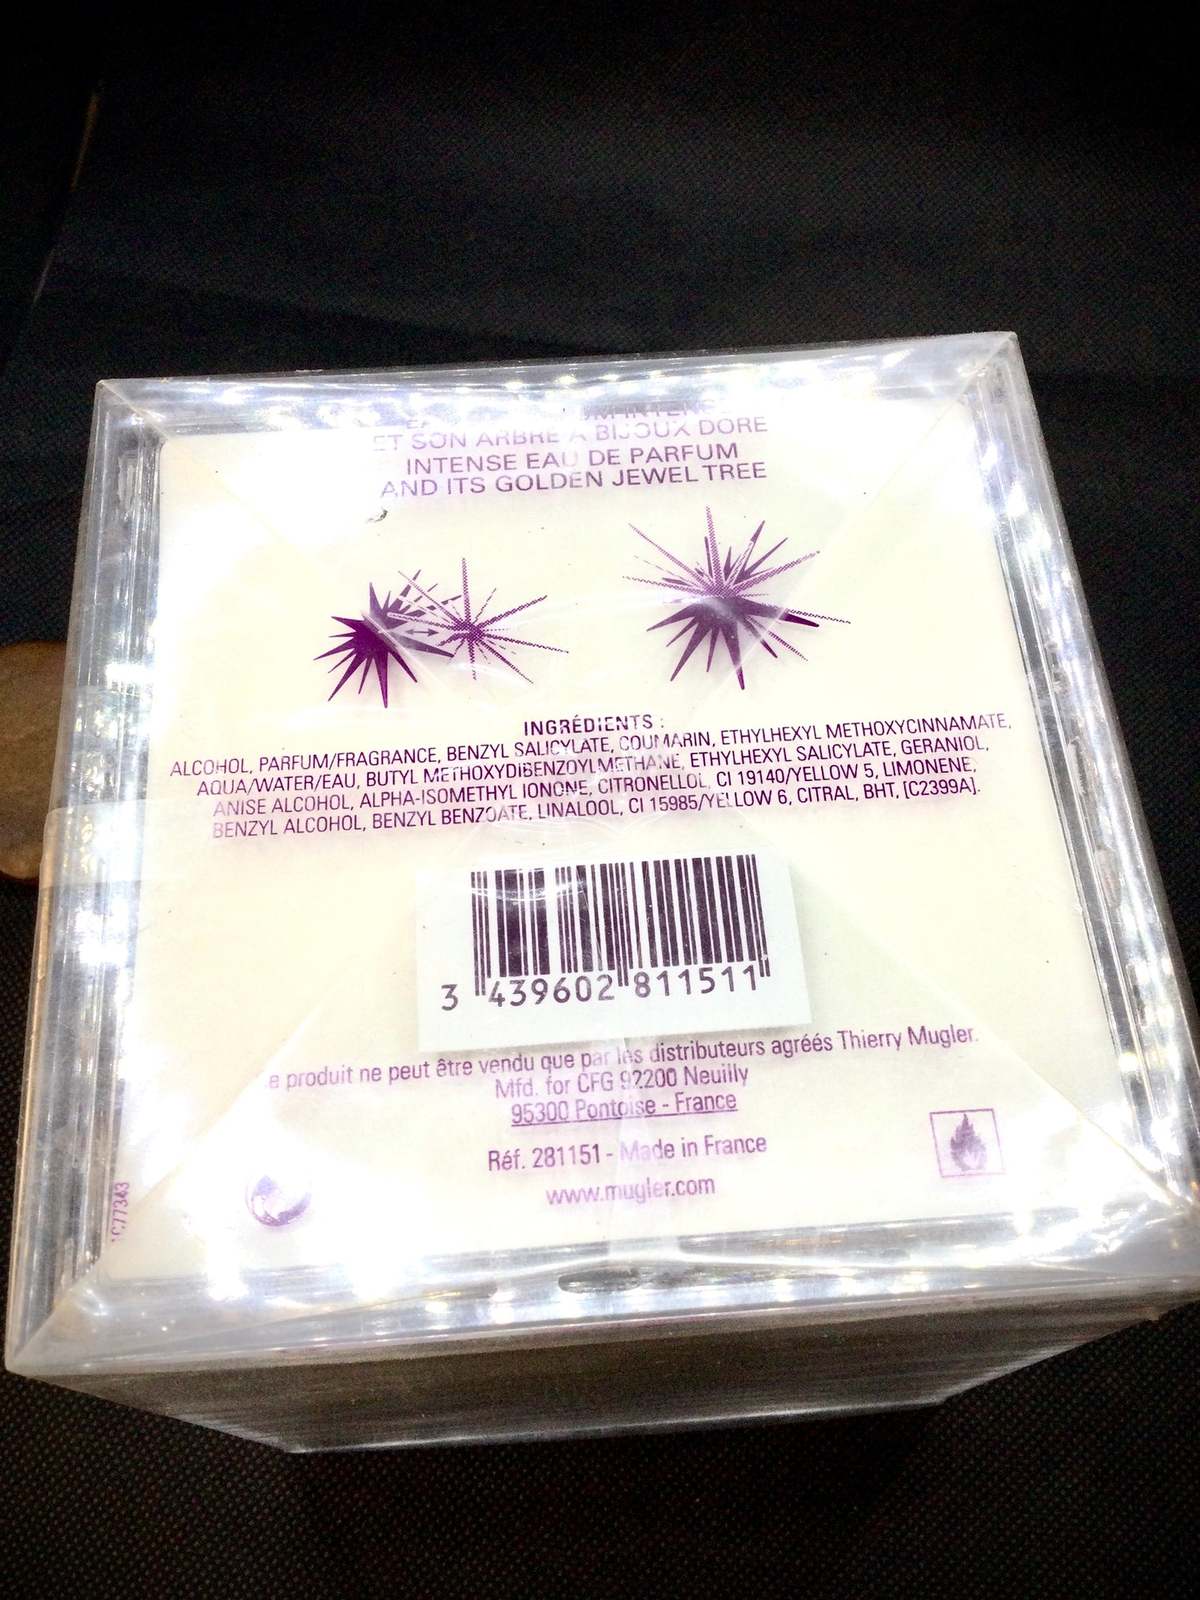 ET SON ARBRE A BIJOUX DORE
INTENSE EAU DE PARFUM
AND ITS GOLDEN JEWEL TREE
INGRÉDIENTS :
ALCOHOL, PARFUM/FRAGRANCE, BENZYL SALICYLATE, COUMARIN, ETHYLHEXYL METHOXYCINNAMATE,
AQUA/WATER/EAU, BUTYL METHOXYDIBENZOYLMETHANE, ETHYLHEXYL SALICYLATE, GERANIOL,
ANISE ALCOHOL, ALPHA-ISOMETHYL IONONE, CITRONELLOL, CI 19140/YELLOW 5, LIMONENE,
BENZYL ALCOHOL, BENZYL BENZOATE, LINALOOL, CI 15985/YELLOW 6, CITRAL, BHT, [C2399A].
3 439602 811511
e produit ne peut être vendu que par les distributeurs agréés Thierry Mugler.
Mfd. for CFG 92200 Neuilly
95300 Pontoise - France
Réf. 281151 - Made in France
www.mugler.com
C77343